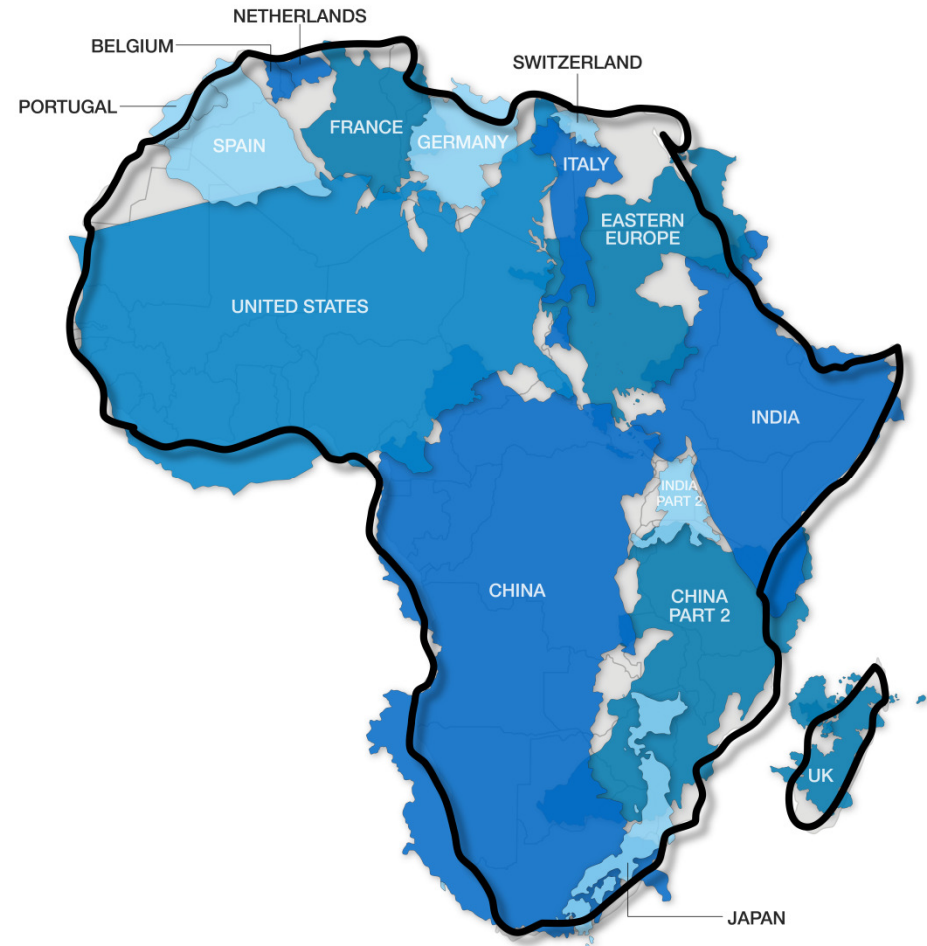 NETHERLANDS
BELGIUM
SWITZERLAND
PORTUGAL
SPAIN
FRANCE
GERMANY
ITALY
EASTERN
EUROPE
UNITED STATES
INDIA
INDIA
PART 2
CHINA
CHINA
PART 2
UK
JAPAN